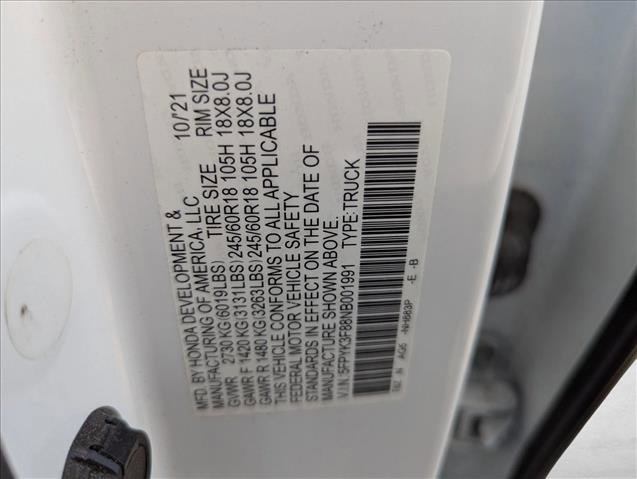 MFD. BY HONDA DEVELOPMENT & 10/21
MANUFACTURING OF AMERICA, LLC
TIRE SIZE RIM SIZE
GVWR 2730 KG(6019LBS)
GAWR F 1420 KG(3131LBS) 245/60R18 105H 18X8.0J
GAWR R 1480 KG(3263LBS) 245/60R18 105H 18X8.0J
THIS VEHICLE CONFORMS TO ALL APPLICABLE
FEDERAL MOTOR VEHICLE SAFETY
STANDARDS IN EFFECT ON THE DATE OF
MANUFACTURE SHOWN ABOVE.
V.I.N.:5FPYK3F88NB001991 TYPE:TRUCK
-NH883P -E -B